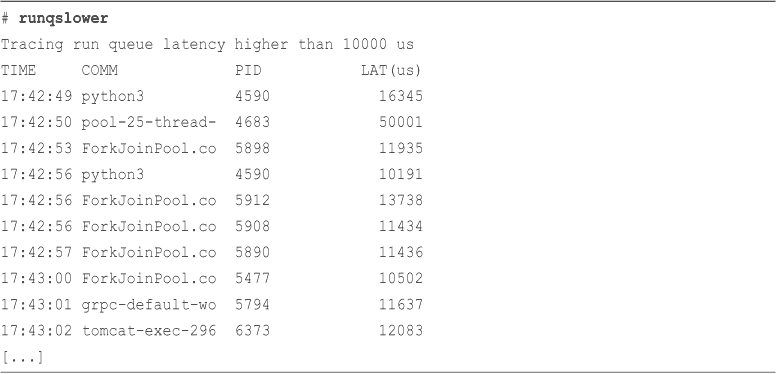 # runqslower
Tracing run queue latency higher than 10000 us
TIME     COMM             PID           LAT(us)
17:42:49 python3          4590            16345
17:42:50 pool-25-thread-  4683            50001
17:42:53 ForkJoinPool.co  5898            11935
17:42:56 python3          4590            10191
17:42:56 ForkJoinPool.co  5912            13738
17:42:56 ForkJoinPool.co  5908            11434
17:42:57 ForkJoinPool.co  5890            11436
17:43:00 ForkJoinPool.co  5477            10502
17:43:01 grpc-default-wo  5794            11637
17:43:02 tomcat-exec-296  6373            12083
[...]